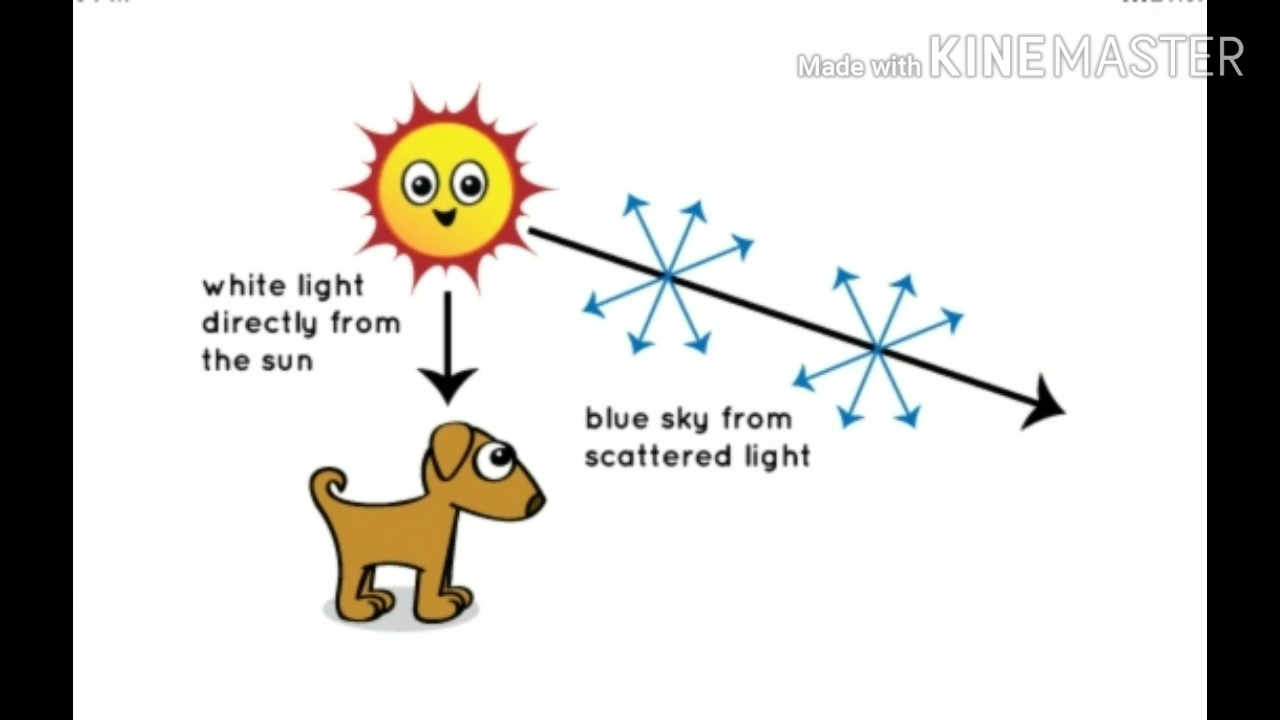 Made with KINEMASTER
white light
directly from
the sun
blue sky from
scattered light